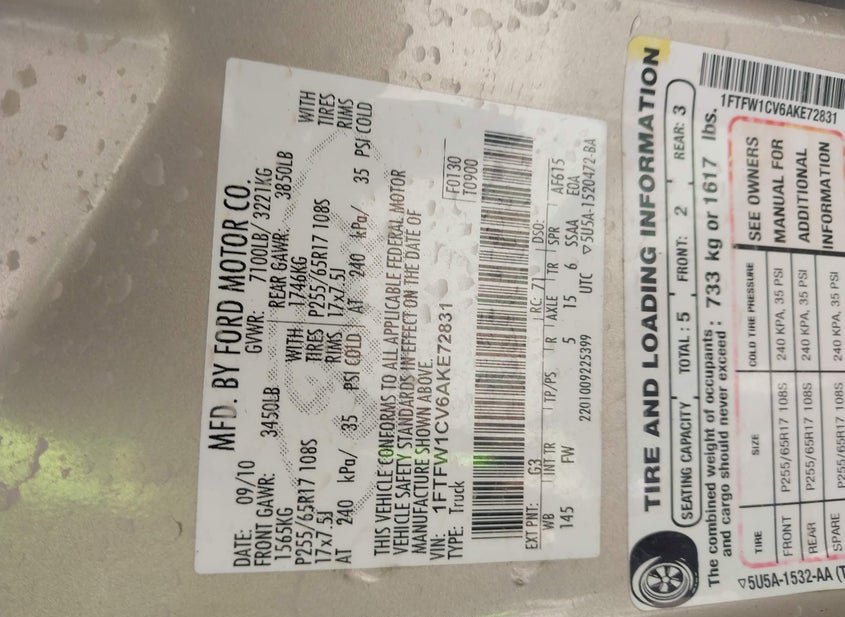 MFD. BY FORD MOTOR CO.
DATE: 09/10 GVWR: 7100LB/ 3221KG
FRONT GAWR: 3450LB REAR GAWR: 3850LB
1565KG WITH 1746KG WITH
P255/65R17 108S TIRES P255/65R17 108S TIRES
17x7.5J RIMS 17x7.5J RIMS
AT 240 kPa/ 35 PSI COLD AT 240 kPa/ 35 PSI COLD
THIS VEHICLE CONFORMS TO ALL APPLICABLE FEDERAL MOTOR
VEHICLE SAFETY STANDARDS IN EFFECT ON THE DATE OF
MANUFACTURE SHOWN ABOVE.
VIN: 1FTFW1CV6AKE72831
TYPE: Truck F0130
T0900
EXT PNT: G3 RC: 71 DSO:
WB INT TR TP/PS R AXLE TR SPR AF615
145 FW 5 15 6 SSAA E0A
2201009225399 UTC ▽5U5A-1520472-BA
TIRE AND LOADING INFORMATION
SEATING CAPACITY TOTAL : 5 FRONT: 2 REAR: 3
The combined weight of occupants : 733 kg or 1617 lbs.
and cargo should never exceed :
1FTFW1CV6AKE72831
TIRE SIZE COLD TIRE PRESSURE SEE OWNERS
FRONT P255/65R17 108S 240 KPA, 35 PSI MANUAL FOR
REAR P255/65R17 108S 240 KPA, 35 PSI ADDITIONAL
SPARE P255/65R17 108S 240 KPA, 35 PSI INFORMATION
▽5U5A-1532-AA (T